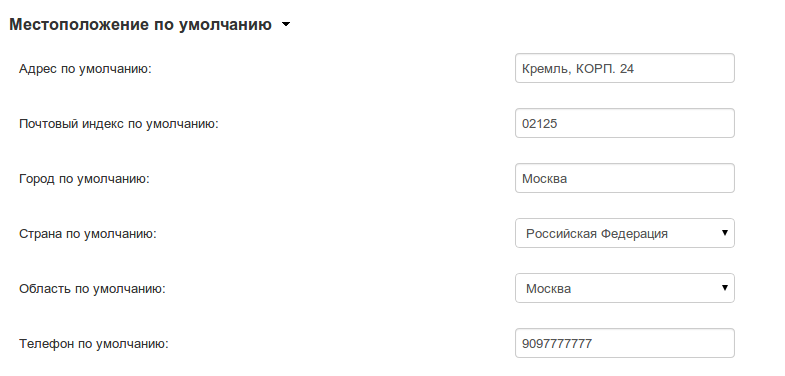 Местоположение по умолчанию
Адрес по умолчанию: Кремль, КОРП. 24
Почтовый индекс по умолчанию: 02125
Город по умолчанию: Москва
Страна по умолчанию: Российская Федерация
Область по умолчанию: Москва
Телефон по умолчанию: 9097777777